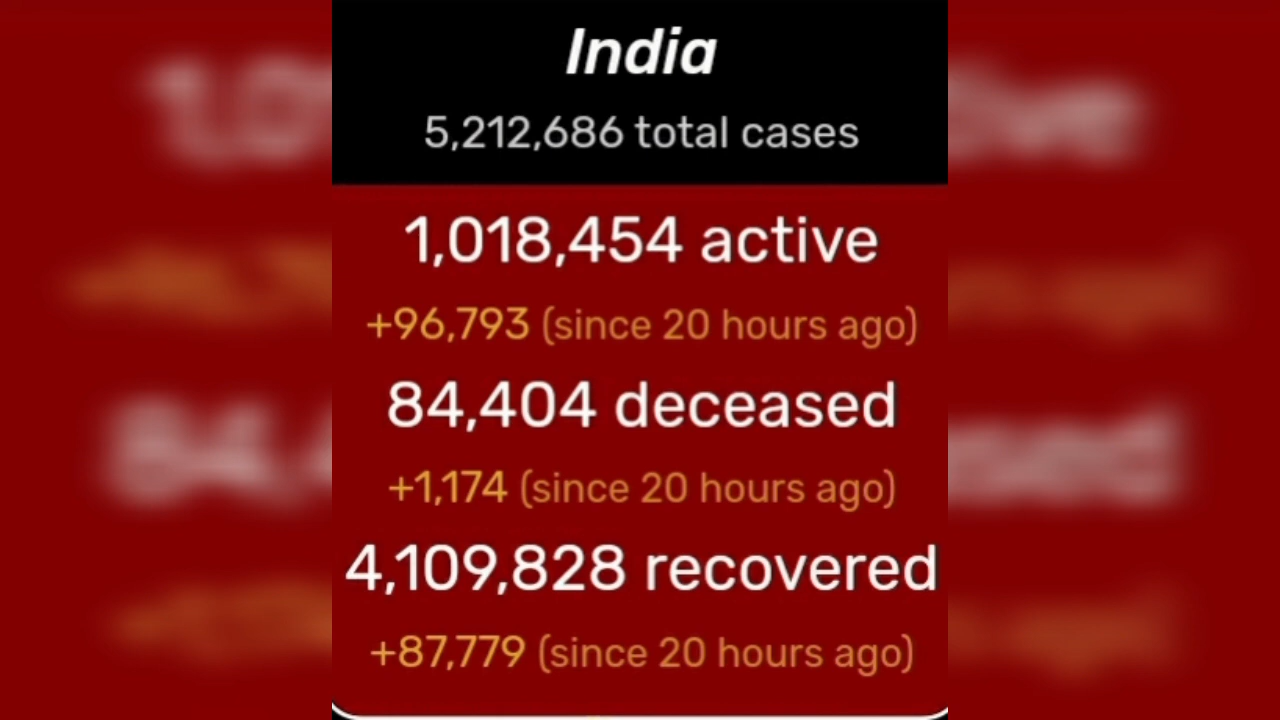 India
5,212,686 total cases
1,018,454 active
+96,793 (since 20 hours ago)
84,404 deceased
+1,174 (since 20 hours ago)
4,109,828 recovered
+87,779 (since 20 hours ago)